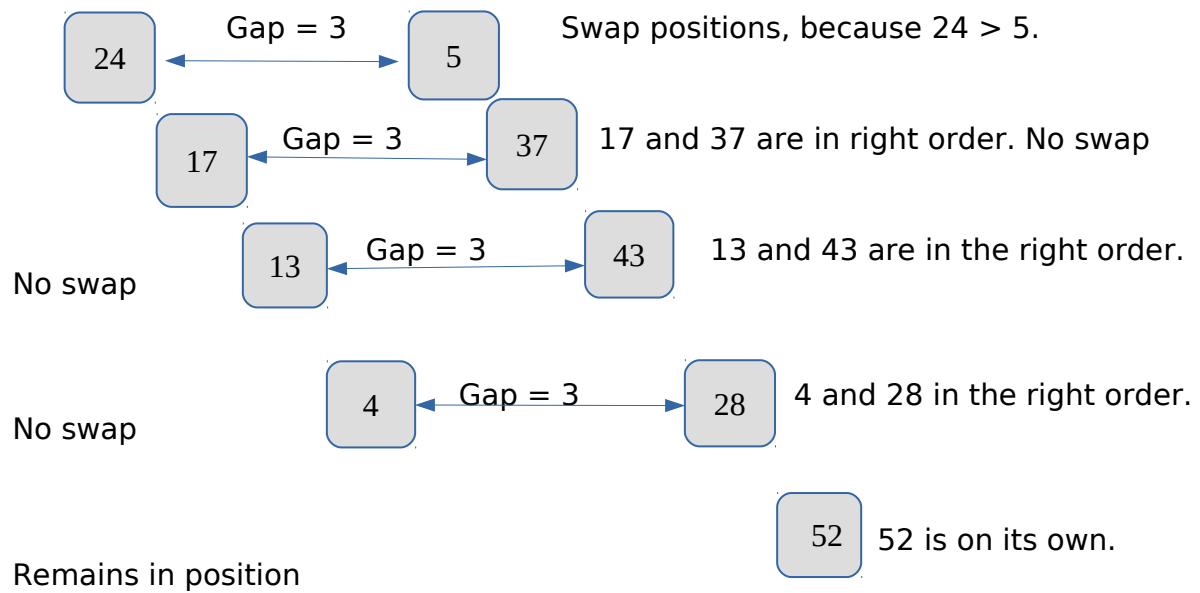 24 Gap = 3 5 Swap positions, because 24 > 5.
17 Gap = 3 37 17 and 37 are in right order. No swap
13 Gap = 3 43 13 and 43 are in the right order.
No swap
4 Gap = 3 28 4 and 28 in the right order.
No swap
52 52 is on its own.
Remains in position